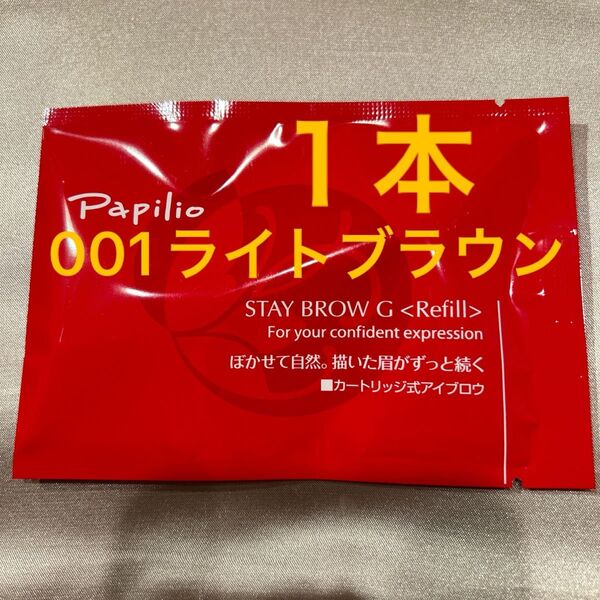 1本
Papilio
001ライトブラウン
STAY BROW G <Refill>
For your confident expression
ぼかせて自然。描いた眉がずっと続く
■カートリッジ式アイブロウ